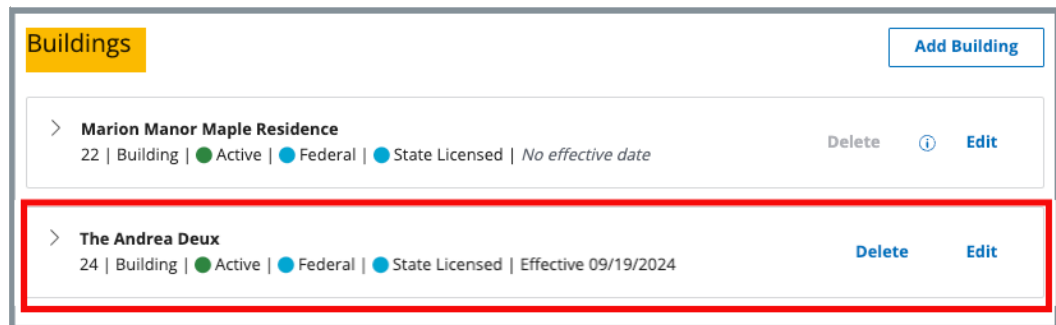 Buildings
Add Building
Marion Manor Maple Residence
22 | Building | Active | Federal | State Licensed | No effective date
Delete
Edit
The Andrea Deux
24 | Building | Active | Federal | State Licensed | Effective 09/19/2024
Delete
Edit